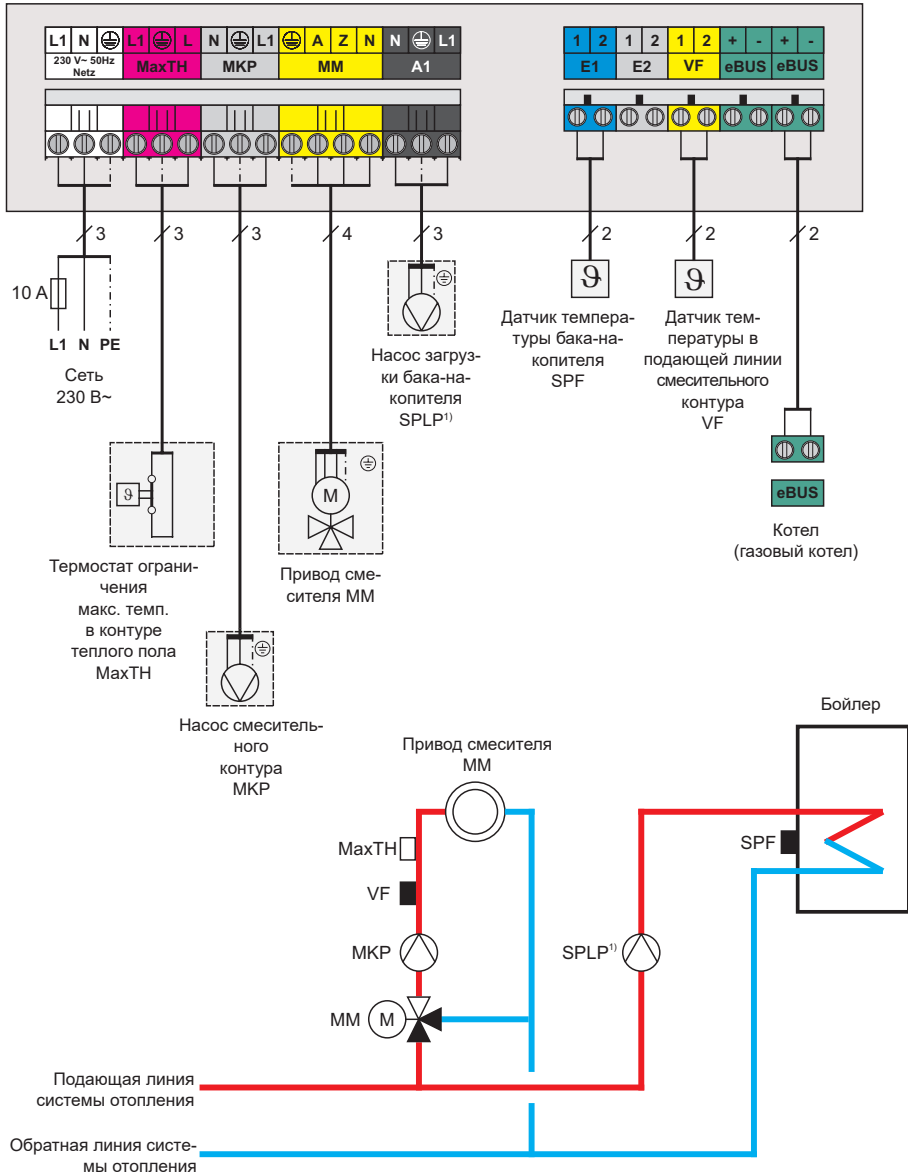 L1 N L1 L N L1 A Z N N L1 1 2 1 2 1 2 + - + -
230 V~ 50Hz
Netz
MaxTH MKP MM A1 E1 E2 VF eBUS eBUS
3 3 3 4 3 2 2 2
10 A
L1 N PE
Сеть
230 В~
ϑ
Термостат ограни-
чения
макс. темп.
в контуре
теплого пола
MaxTH
Насос смеситель-
ного
контура
MKP
M
Привод сме-
сителя MM
Насос загруз-
ки бака-на-
копителя
SPLP1)
ϑ
Датчик темпера-
туры бака-на-
копителя
SPF
ϑ
Датчик тем-
пературы в
подающей линии
смесительного
контура
VF
eBUS
Котел
(газовый котел)
Бойлер
Привод смесителя
MM
MaxTH
VF
MKP
MM M
SPLP1)
SPF
Подающая линия
системы отопления
Обратная линия систе-
мы отопления